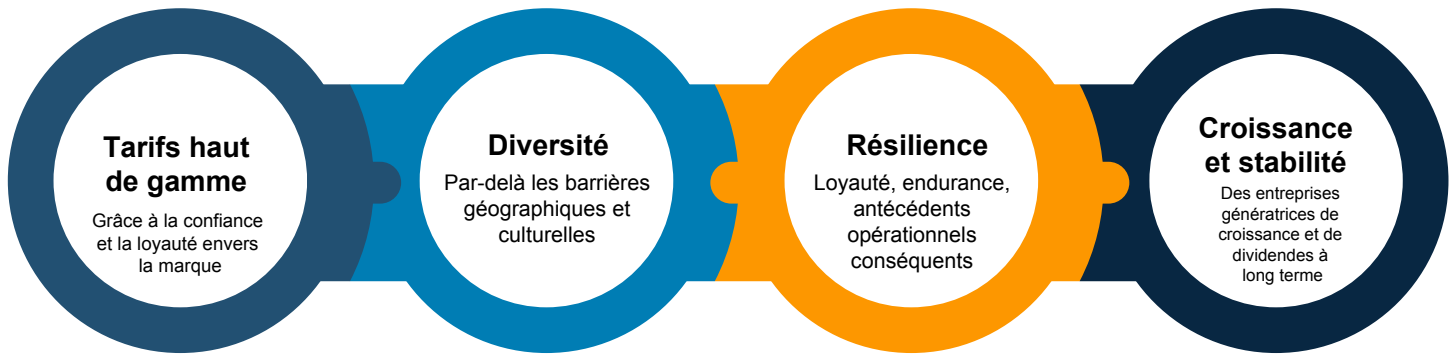 Tarifs haut
de gamme
Grâce à la confiance
et la loyauté envers
la marque
Diversité
Par-delà les barrières
géographiques et
culturelles
Résilience
Loyauté, endurance,
antécédents
opérationnels
conséquents
Croissance
et stabilité
Des entreprises
génératrices de
croissance et de
dividendes à
long terme